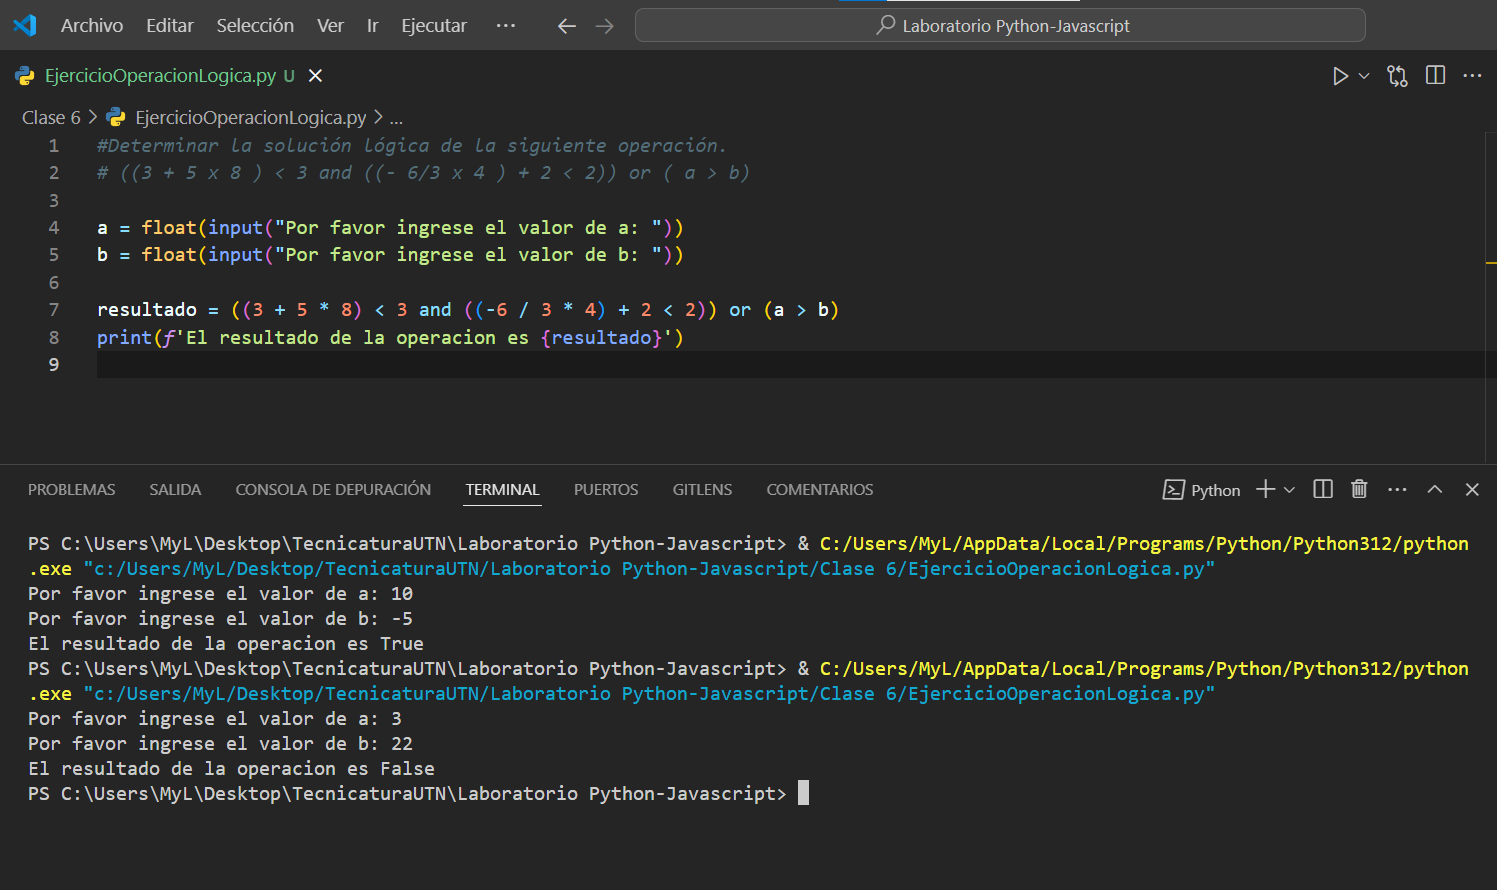 Archivo Editar Selección Ver Ir Ejecutar ··· Laboratorio Python-Javascript
EjercicioOperacionLogica.py U
Clase 6 > EjercicioOperacionLogica.py > ...
1 #Determinar la solución lógica de la siguiente operación.
2 # ((3 + 5 x 8 ) < 3 and ((- 6/3 x 4 ) + 2 < 2)) or ( a > b)
3
4 a = float(input("Por favor ingrese el valor de a: "))
5 b = float(input("Por favor ingrese el valor de b: "))
6
7 resultado = ((3 + 5 * 8) < 3 and ((-6 / 3 * 4) + 2 < 2)) or (a > b)
8 print(f'El resultado de la operacion es {resultado}')
9
PROBLEMAS SALIDA CONSOLA DE DEPURACIÓN TERMINAL PUERTOS GITLENS COMENTARIOS Python
PS C:\Users\MyL\Desktop\TecnicaturaUTN\Laboratorio Python-Javascript> & C:/Users/MyL/AppData/Local/Programs/Python/Python312/python
.exe "c:/Users/MyL/Desktop/TecnicaturaUTN/Laboratorio Python-Javascript/Clase 6/EjercicioOperacionLogica.py"
Por favor ingrese el valor de a: 10
Por favor ingrese el valor de b: -5
El resultado de la operacion es True
PS C:\Users\MyL\Desktop\TecnicaturaUTN\Laboratorio Python-Javascript> & C:/Users/MyL/AppData/Local/Programs/Python/Python312/python
.exe "c:/Users/MyL/Desktop/TecnicaturaUTN/Laboratorio Python-Javascript/Clase 6/EjercicioOperacionLogica.py"
Por favor ingrese el valor de a: 3
Por favor ingrese el valor de b: 22
El resultado de la operacion es False
PS C:\Users\MyL\Desktop\TecnicaturaUTN\Laboratorio Python-Javascript>